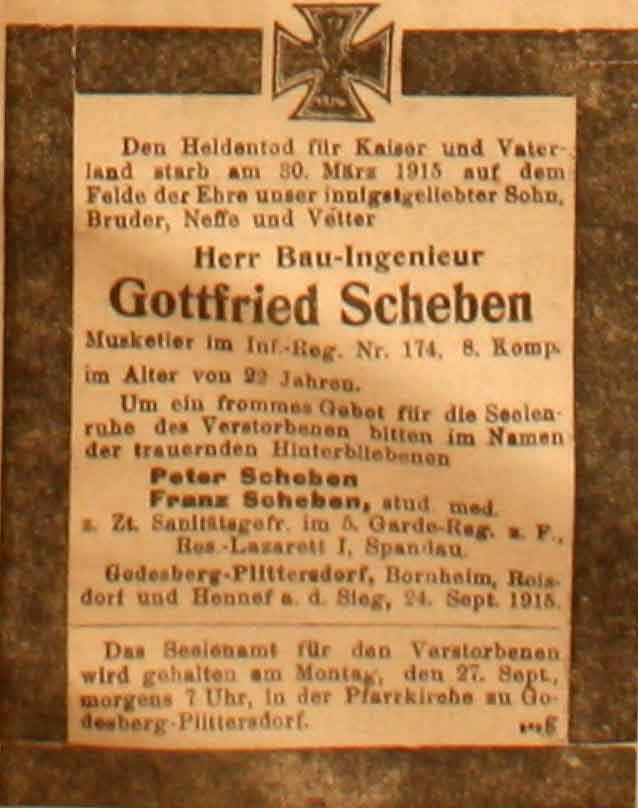 Den Heldentod für Kaiser und Vater-
land starb am 30. März 1915 auf dem
Felde der Ehre unser innigstgeliebter Sohn,
Bruder, Neffe und Vetter
Herr Bau-Ingenieur
Gottfried Scheben
Musketier im Inf.-Reg. Nr. 174, 8. Komp.
im Alter von 22 Jahren.
Um ein frommes Gebet für die Seelen-
ruhe des Verstorbenen bitten im Namen
der trauernden Hinterbliebenen
Peter Scheben
Franz Scheben, stud. med.
z. Zt. Sanitätsgefr. im 5. Garde-Reg. z. F.,
Res.-Lazarett I, Spandau.
Godesberg-Plittersdorf, Bornheim, Rois-
dorf und Hennef a. d. Sieg, 24. Sept. 1915.
Das Seelenamt für den Verstorbenen
wird gehalten am Montag, den 27. Sept.,
morgens 7 Uhr, in der Pfarrkirche zu Go-
desberg-Plittersdorf.